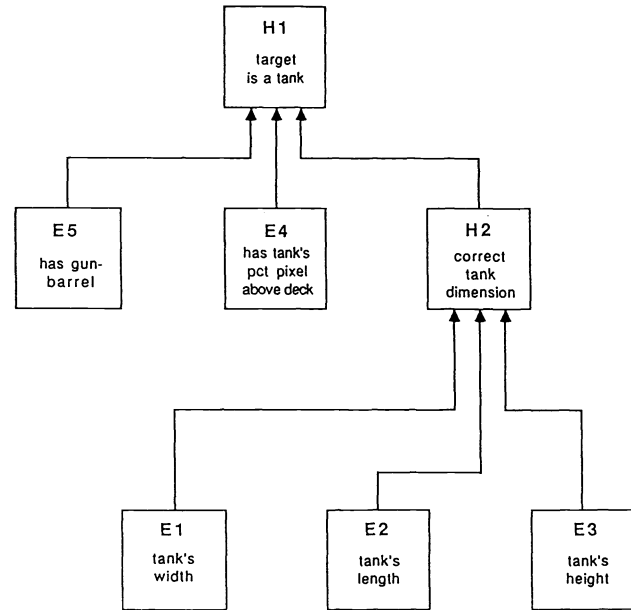 H1
target
is a tank
E5
has gun-
barrel
E4
has tank's
pct pixel
above deck
H2
correct
tank
dimension
E1
tank's
width
E2
tank's
length
E3
tank's
height